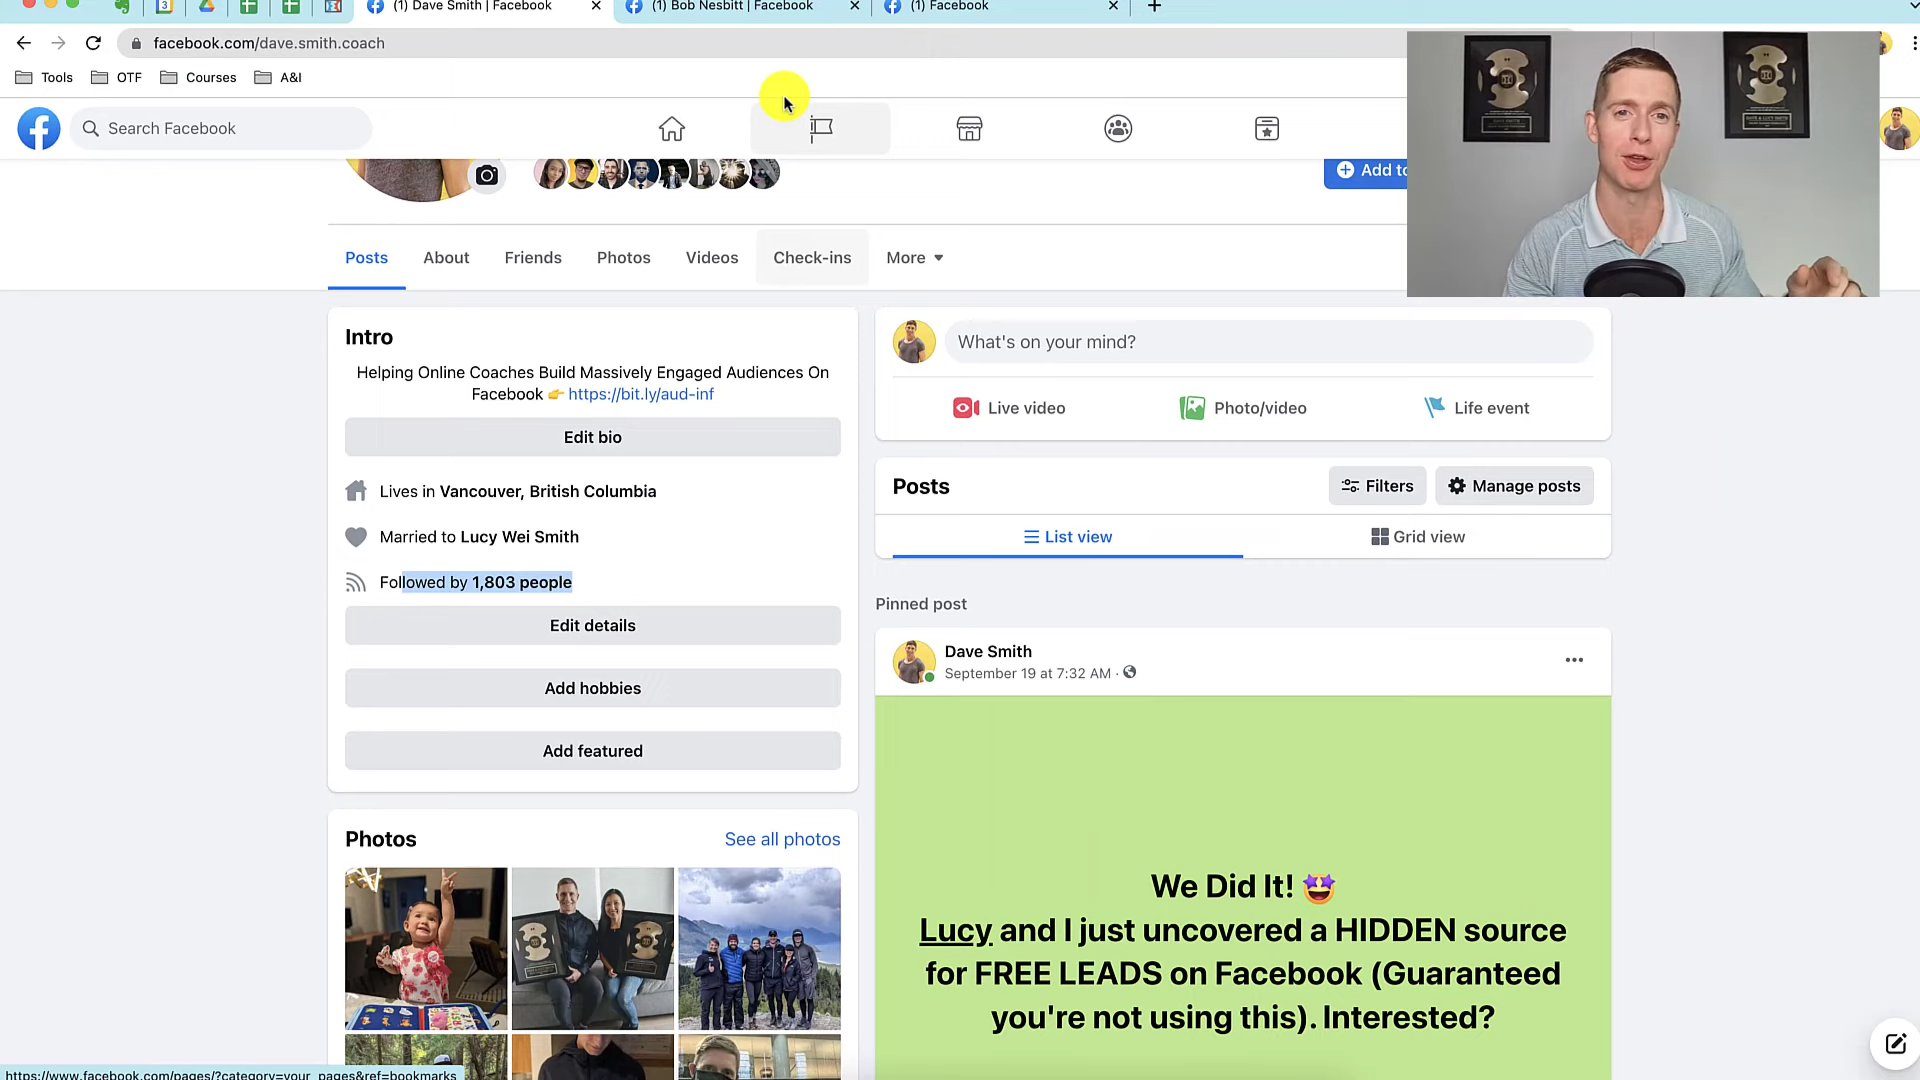 (1) Dave Smith | Facebook
(1) Bob Nesbitt | Facebook
(1) Facebook
facebook.com/dave.smith.coach
Tools
OTF
Courses
A&I
Search Facebook
Add to
Posts
About
Friends
Photos
Videos
Check-ins
More
Intro
Helping Online Coaches Build Massively Engaged Audiences On
Facebook 👉 https://bit.ly/aud-inf
Edit bio
Lives in Vancouver, British Columbia
Married to Lucy Wei Smith
Followed by 1,803 people
Edit details
Add hobbies
Add featured
Photos
See all photos
What's on your mind?
Live video
Photo/video
Life event
Posts
Filters
Manage posts
List view
Grid view
Pinned post
Dave Smith
September 19 at 7:32 AM ·
We Did It! 🤩
Lucy and I just uncovered a HIDDEN source
for FREE LEADS on Facebook (Guaranteed
you're not using this). Interested?
https://www.facebook.com/pages/?category=your_pages&ref=bookmarks